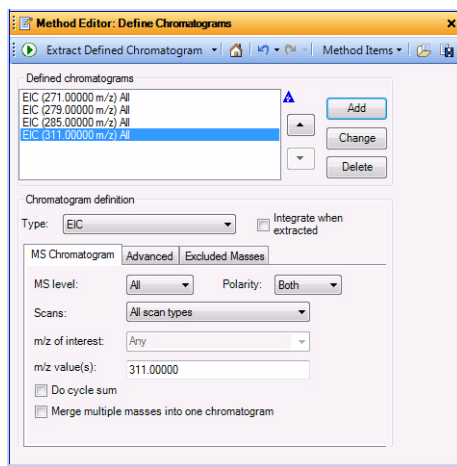 Method Editor: Define Chromatograms
Extract Defined Chromatogram Method Items
Defined chromatograms
EIC (271.00000 m/z) All
EIC (279.00000 m/z) All
EIC (285.00000 m/z) All
EIC (311.00000 m/z) All
Add
Change
Delete
Chromatogram definition
Type: EIC Integrate when extracted
MS Chromatogram Advanced Excluded Masses
MS level: All Polarity: Both
Scans: All scan types
m/z of interest: Any
m/z value(s): 311.00000
Do cycle sum
Merge multiple masses into one chromatogram